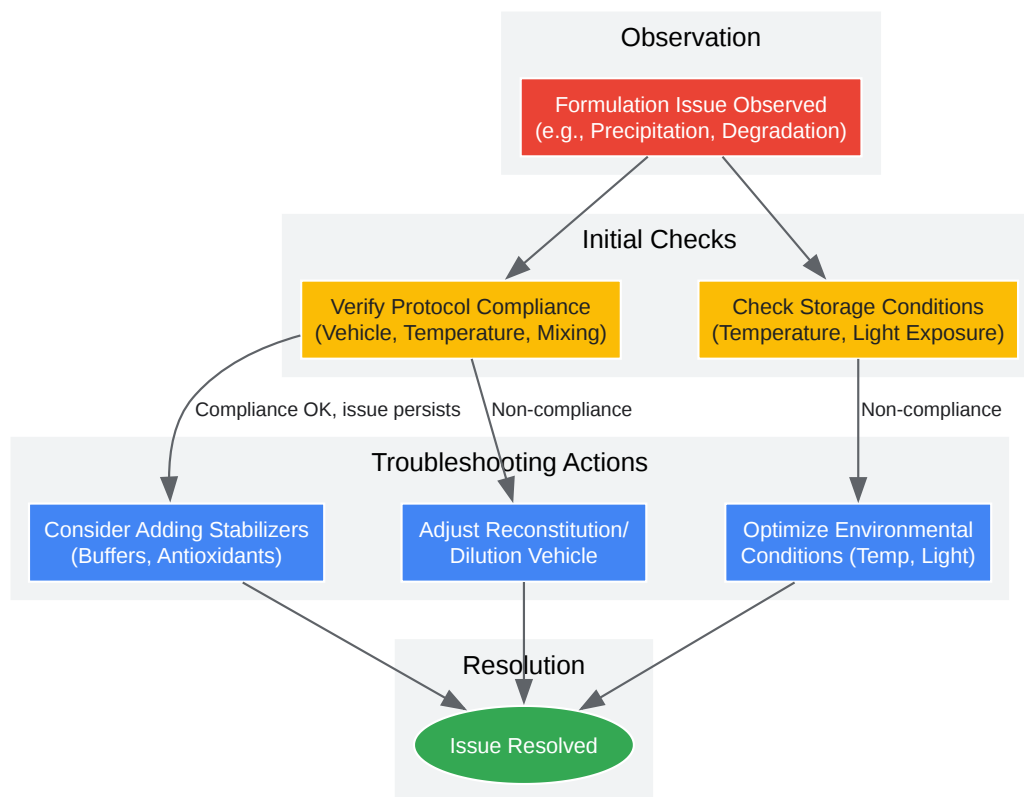 Observation
Formulation Issue Observed
(e.g., Precipitation, Degradation)
Initial Checks
Verify Protocol Compliance
(Vehicle, Temperature, Mixing)
Check Storage Conditions
(Temperature, Light Exposure)
Compliance OK, issue persists
Non-compliance
Non-compliance
Troubleshooting Actions
Consider Adding Stabilizers
(Buffers, Antioxidants)
Adjust Reconstitution/
Dilution Vehicle
Optimize Environmental
Conditions (Temp, Light)
Resolution
Issue Resolved